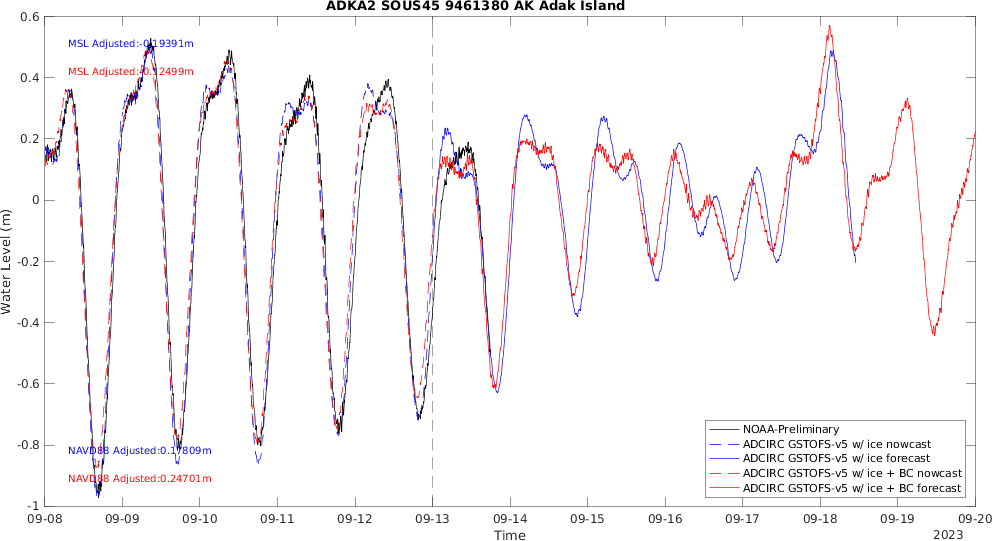 ADKA2 SOUS45 9461380 AK Adak Island
0.6
MSL Adjusted:-0.19391m
MSL Adjusted:-0.12499m
0.4
0.2
0
-0.2
-0.4
-0.6
-0.8
-1
Water Level (m)
NAVD88 Adjusted:0.17809m
NAVD88 Adjusted:0.24701m
NOAA-Preliminary
ADCIRC GSTOFS-v5 w/ ice nowcast
ADCIRC GSTOFS-v5 w/ ice forecast
ADCIRC GSTOFS-v5 w/ ice + BC nowcast
ADCIRC GSTOFS-v5 w/ ice + BC forecast
09-08 09-09 09-10 09-11 09-12 09-13 09-14 09-15 09-16 09-17 09-18 09-19 09-20
Time
2023